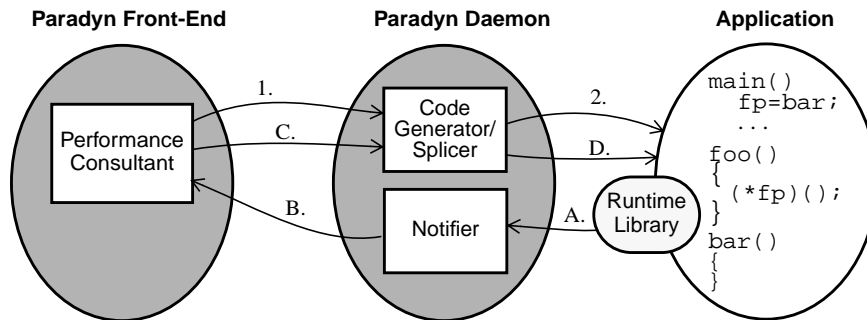 Paradyn Front-End
Paradyn Daemon
Application
1.
2.
C.
D.
B.
A.
Performance
Consultant
Code
Generator/
Splicer
Notifier
Runtime
Library
main()
fp=bar;
...
foo()
{
(*fp)();
}
bar()
{
}